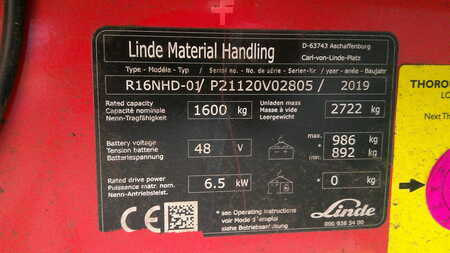 Linde Material Handling
D-63743 Aschaffenburg
Carl-von-Linde-Platz
Type - Modèle - Typ / Serial no. - No de série - Serien-Nr / year - année - Baujahr
R16NHD-01 / P21120V02805 / 2019
Rated capacity
Capacité nominale
Nenn-Tragfähigkeit
1600 kg
Unladen mass
Masse à vide
Leergewicht
2722 kg
Battery voltage
Tension batterie
Batteriespannung
48 V
max. * 986 kg
min. * 892 kg
Rated drive power
Puissance motr. nom.
Nenn-Antriebsleist.
6.5 kW
* 0 kg
CE
* see Operating instructions
voir Mode d'emploi
siehe Betriebsanleitung
Linde
THOROU
LO
Next Th